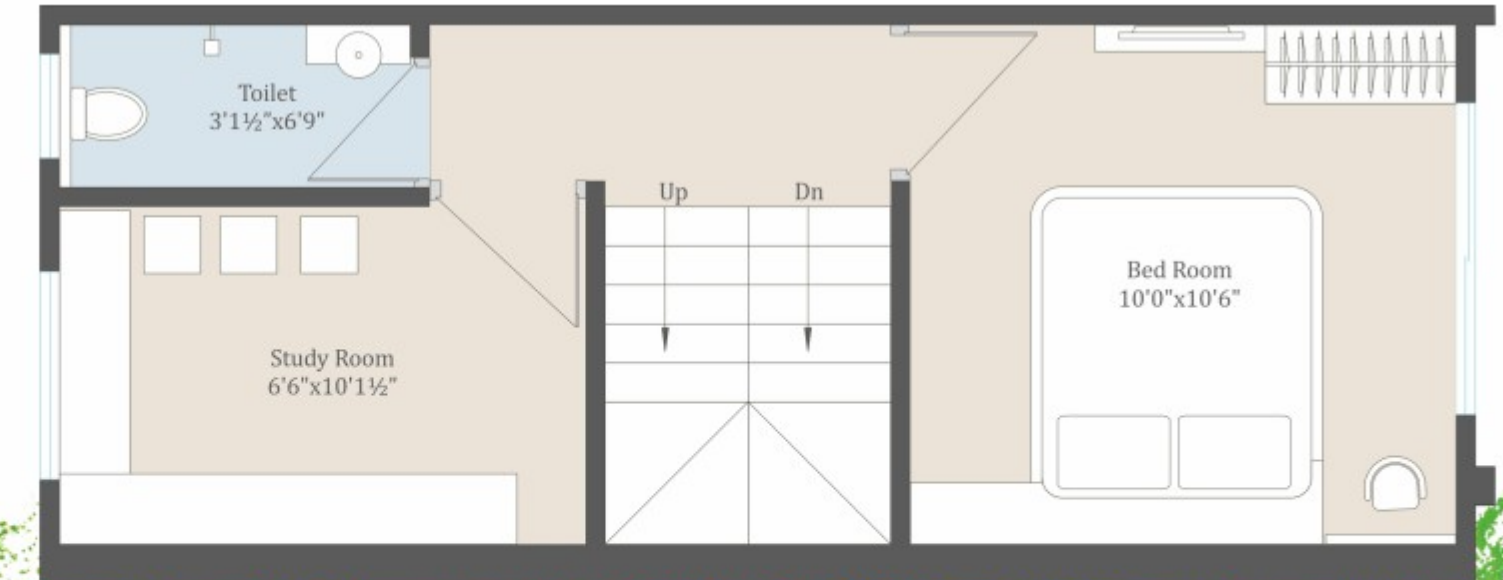 Toilet
3'1½"x6'9"
Up
Dn
Bed Room
10'0"x10'6"
Study Room
6'6"x10'1½"